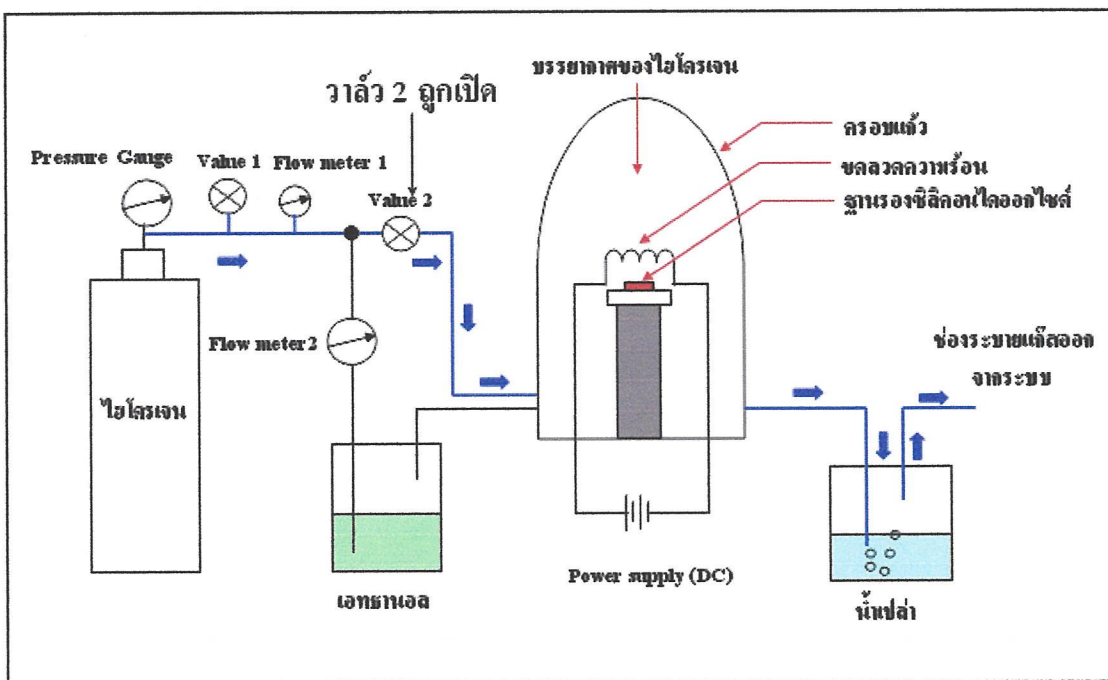 บรรยากาศของไฮโดรเจน
วาล์ว 2 ถูกเปิด
ครอบแก้ว
Pressure Gauge
Value 1
Flow meter 1
ขดลวดความร้อน
Value 2
ฐานรองซิลิคอนไดออกไซด์
Flow meter2
ช่องระบายแก๊สออก
จากระบบ
ไฮโดรเจน
Power supply (DC)
เอทธานอล
น้ำเปล่า